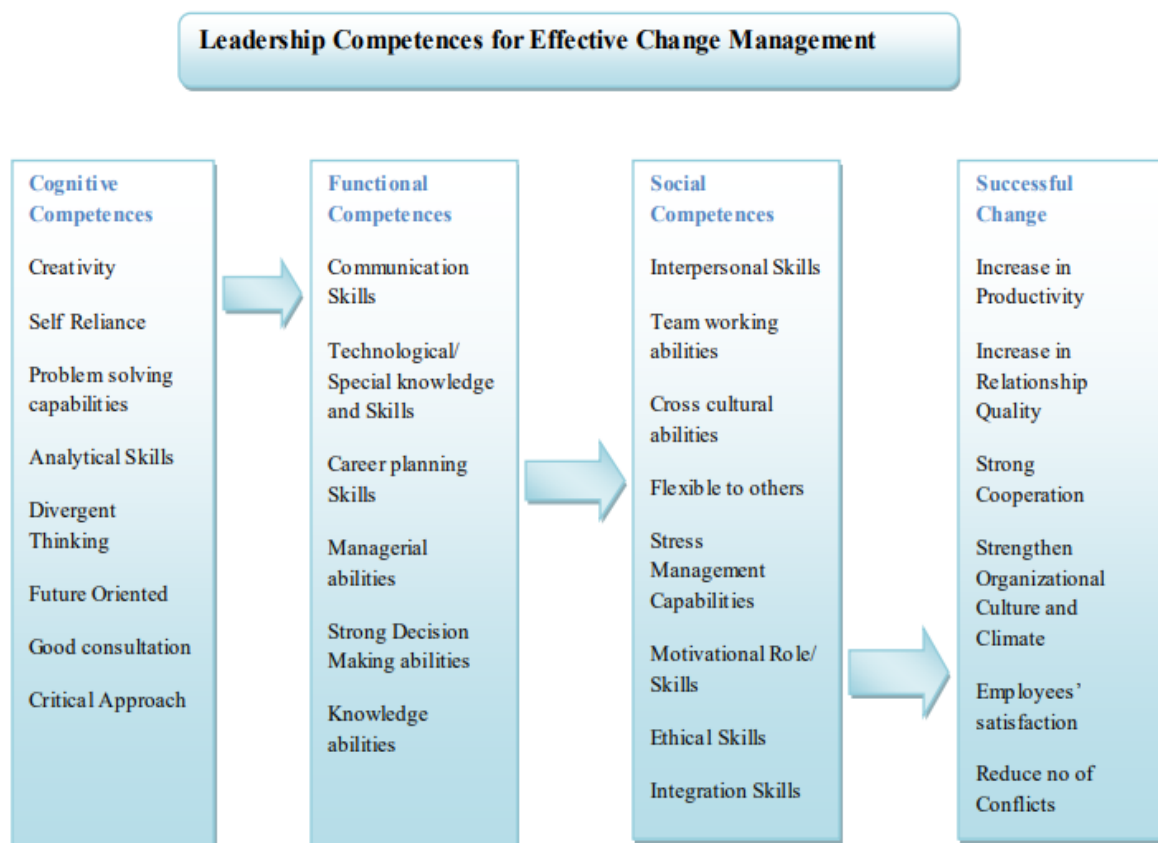 Leadership Competences for Effective Change Management
Cognitive
Competences
Creativity
Self Reliance
Problem solving
capabilities
Analytical Skills
Divergent
Thinking
Future Oriented
Good consultation
Critical Approach
Functional
Competences
Communication
Skills
Technological/
Special knowledge
and Skills
Career planning
Skills
Managerial
abilities
Strong Decision
Making abilities
Knowledge
abilities
Social
Competences
Interpersonal Skills
Team working
abilities
Cross cultural
abilities
Flexible to others
Stress
Management
Capabilities
Motivational Role/
Skills
Ethical Skills
Integration Skills
Successful
Change
Increase in
Productivity
Increase in
Relationship
Quality
Strong
Cooperation
Strengthen
Organizational
Culture and
Climate
Employees’
satisfaction
Reduce no of
Conflicts